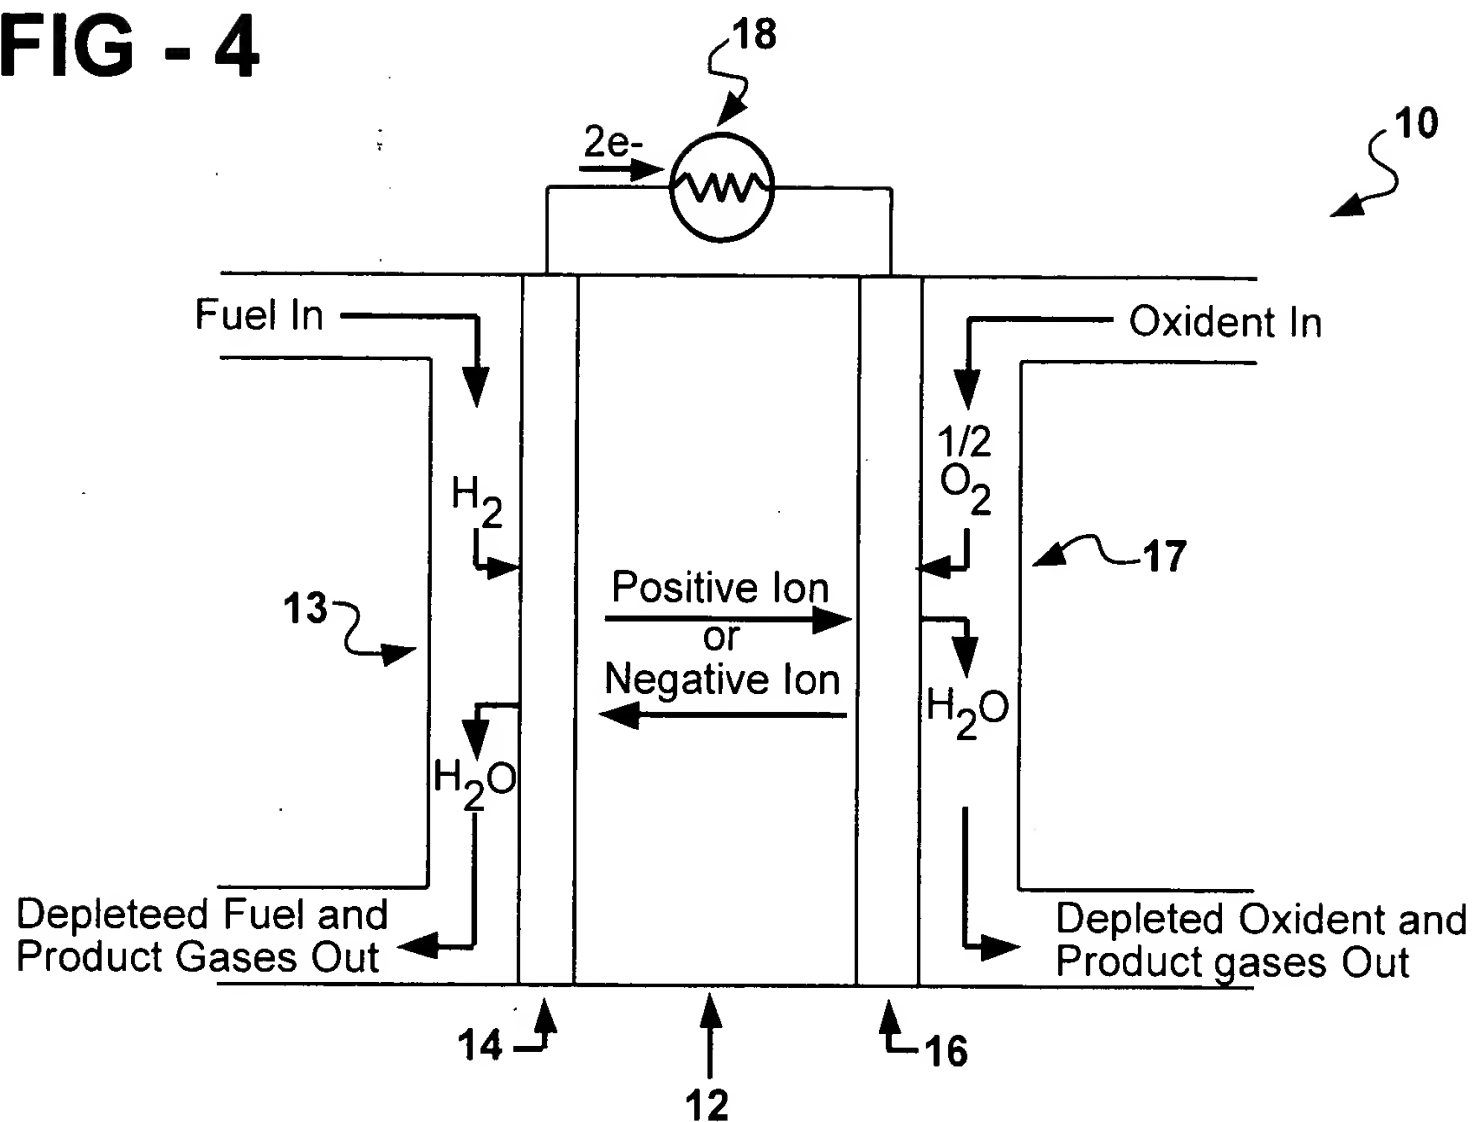 FIG - 4
18
10
2e-
Fuel In
Oxident In
1/2
O2
H2
17
Positive Ion
13
or
Negative Ion
H2O
H2O
Depleteed Fuel and
Product Gases Out
Depleted Oxident and
Product gases Out
14
16
12